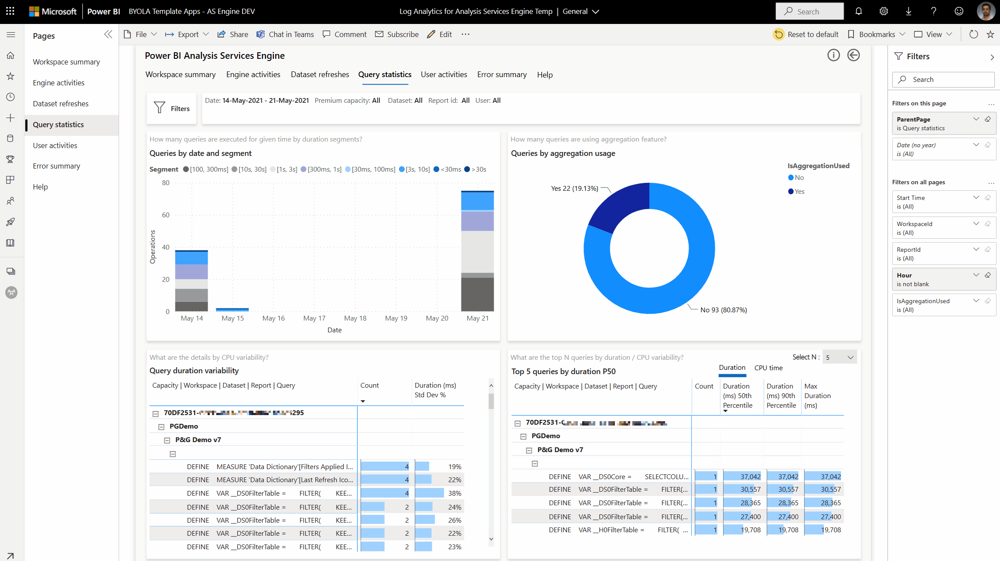 Microsoft | Power BI BYOLA Template Apps - AS Engine DEV
Log Analytics for Analysis Services Engine Temp | General
Search
Pages
Workspace summary
Engine activities
Dataset refreshes
Query statistics
User activities
Error summary
Help
File Export Share Chat in Teams Comment Subscribe Edit ...
Reset to default Bookmarks View
Power BI Analysis Services Engine
Workspace summary Engine activities Dataset refreshes Query statistics User activities Error summary Help
Filters
Date: 14-May-2021 - 21-May-2021 Premium capacity: All Dataset: All Report id: All User: All
How many queries are executed for given time by duration segments?
Queries by date and segment
Segment [100, 300ms] [10s, 30s] [1s, 3s] [300ms, 1s] [30ms, 100ms] [3s, 10s] <30ms >30s
80
60
40
20
0
Operations
May 14 May 15 May 16 May 17 May 18 May 19 May 20 May 21
Date
How many queries are using aggregation feature?
Queries by aggregation usage
IsAggregationUsed
No
Yes
Yes 22 (19.13%)
No 93 (80.87%)
What are the details by CPU variability?
Query duration variability
Capacity | Workspace | Dataset | Report | Query Count Duration (ms) Std Dev %
70DF2531- 295
PGDemo
P&G Demo v7
DEFINE MEASURE 'Data Dictionary'[Filters Applied I... 4 19%
DEFINE MEASURE 'Data Dictionary'[Last Refresh Ico... 4 22%
DEFINE VAR __DS0FilterTable = FILTER( KEE... 4 38%
DEFINE VAR __DS0FilterTable = FILTER( KEE... 2 24%
DEFINE VAR __DS0FilterTable = FILTER( KEE... 2 26%
DEFINE VAR __DS0FilterTable = FILTER( KEE... 2 22%
DEFINE VAR __DS0FilterTable = FILTER( KEE... 2 23%
What are the top N queries by duration / CPU variability?
Select N : 5
Top 5 queries by duration P50
Duration CPU time
Capacity | Workspace | Dataset | Report | Query Count Duration (ms) 50th Percentile Duration (ms) 90th Percentile Max Duration (ms)
70DF2531-
PGDemo
P&G Demo v7
DEFINE VAR __DS0Core = SELECTCOLU... 1 37,042 37,042 37,042
DEFINE VAR __DS0FilterTable = FILTER(... 1 30,557 30,557 30,557
DEFINE VAR __DS0FilterTable = FILTER(... 1 28,365 28,365 28,365
DEFINE VAR __DS0FilterTable = FILTER(... 1 27,400 27,400 27,400
DEFINE VAR __H0FilterTable = FILTER( ... 1 19,708 19,708 19,708
Filters
Search
Filters on this page ...
ParentPage
is Query statistics
Date (no year)
is (All)
Filters on all pages ...
Start Time
is (All)
WorkspaceId
is (All)
ReportId
is (All)
Hour
is not blank
IsAggregationUsed
is (All)